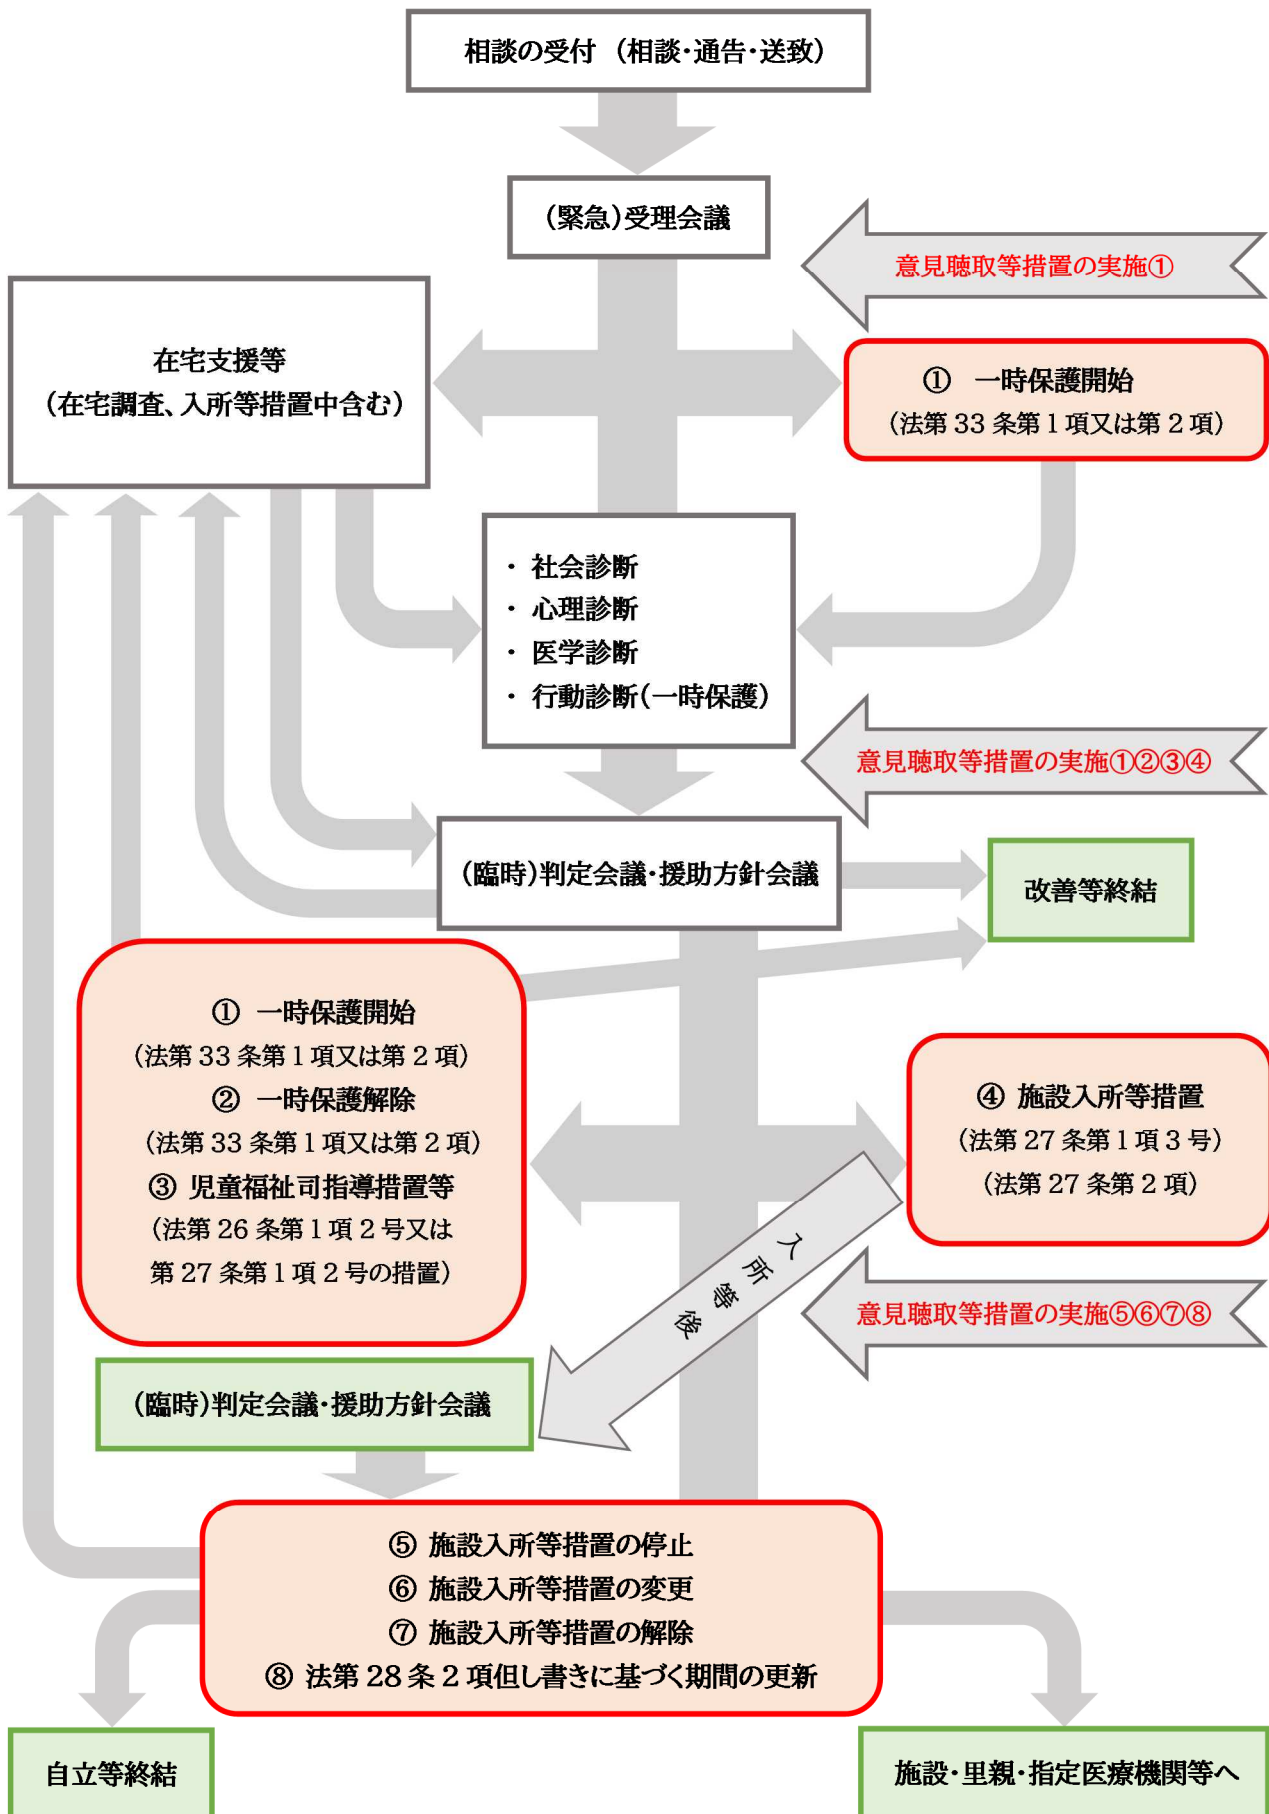 相談の受付 （相談・通告・送致）
（緊急）受理会議
意見聴取等措置の実施①
在宅支援等
（在宅調査、入所等措置中含む）
① 一時保護開始
（法第 33 条第 1 項又は第 2 項）
・ 社会診断
・ 心理診断
・ 医学診断
・ 行動診断（一時保護）
意見聴取等措置の実施①②③④
（臨時）判定会議・援助方針会議
改善等終結
① 一時保護開始
（法第 33 条第 1 項又は第 2 項）
② 一時保護解除
（法第 33 条第 1 項又は第 2 項）
③ 児童福祉司指導措置等
（法第 26 条第 1 項 2 号又は
第 27 条第 1 項 2 号の措置）
④ 施設入所等措置
（法第 27 条第 1 項 3 号）
（法第 27 条第 2 項）
入所等後
意見聴取等措置の実施⑤⑥⑦⑧
（臨時）判定会議・援助方針会議
⑤ 施設入所等措置の停止
⑥ 施設入所等措置の変更
⑦ 施設入所等措置の解除
⑧ 法第 28 条 2 項但し書きに基づく期間の更新
自立等終結
施設・里親・指定医療機関等へ